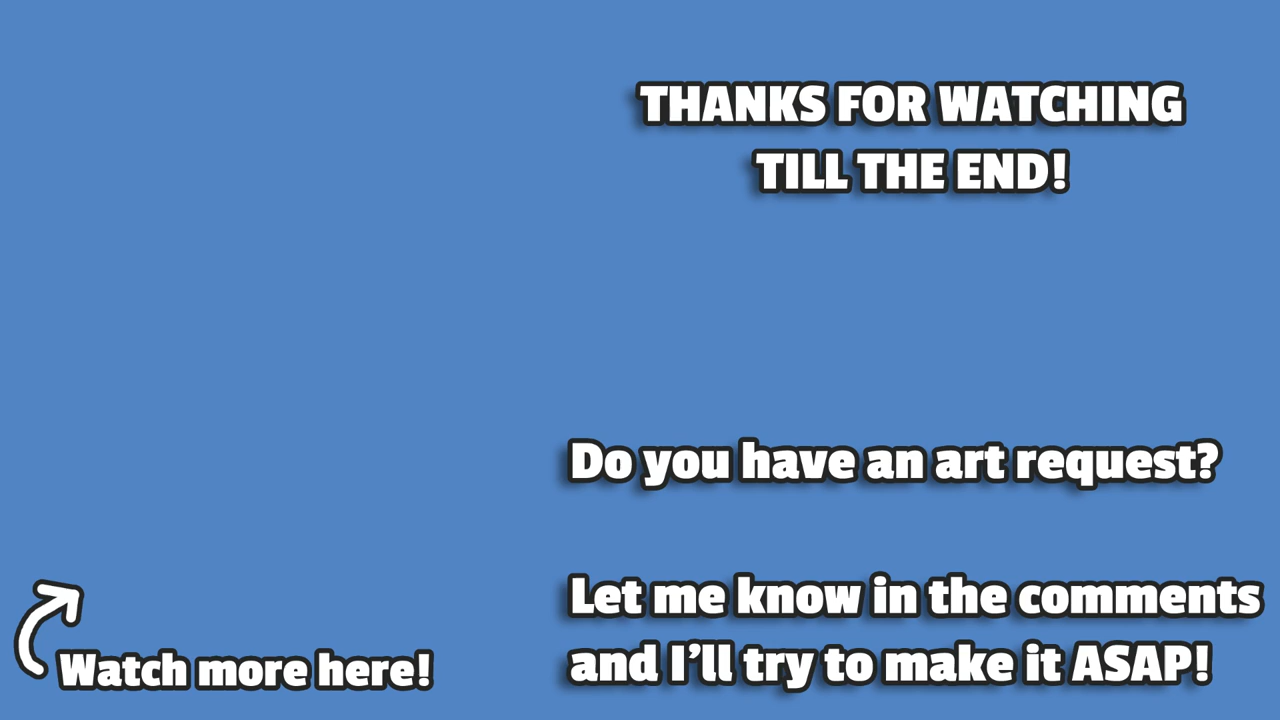 THANKS FOR WATCHING
TILL THE END!
Do you have an art request?
Let me know in the comments
and I'll try to make it ASAP!
Watch more here!